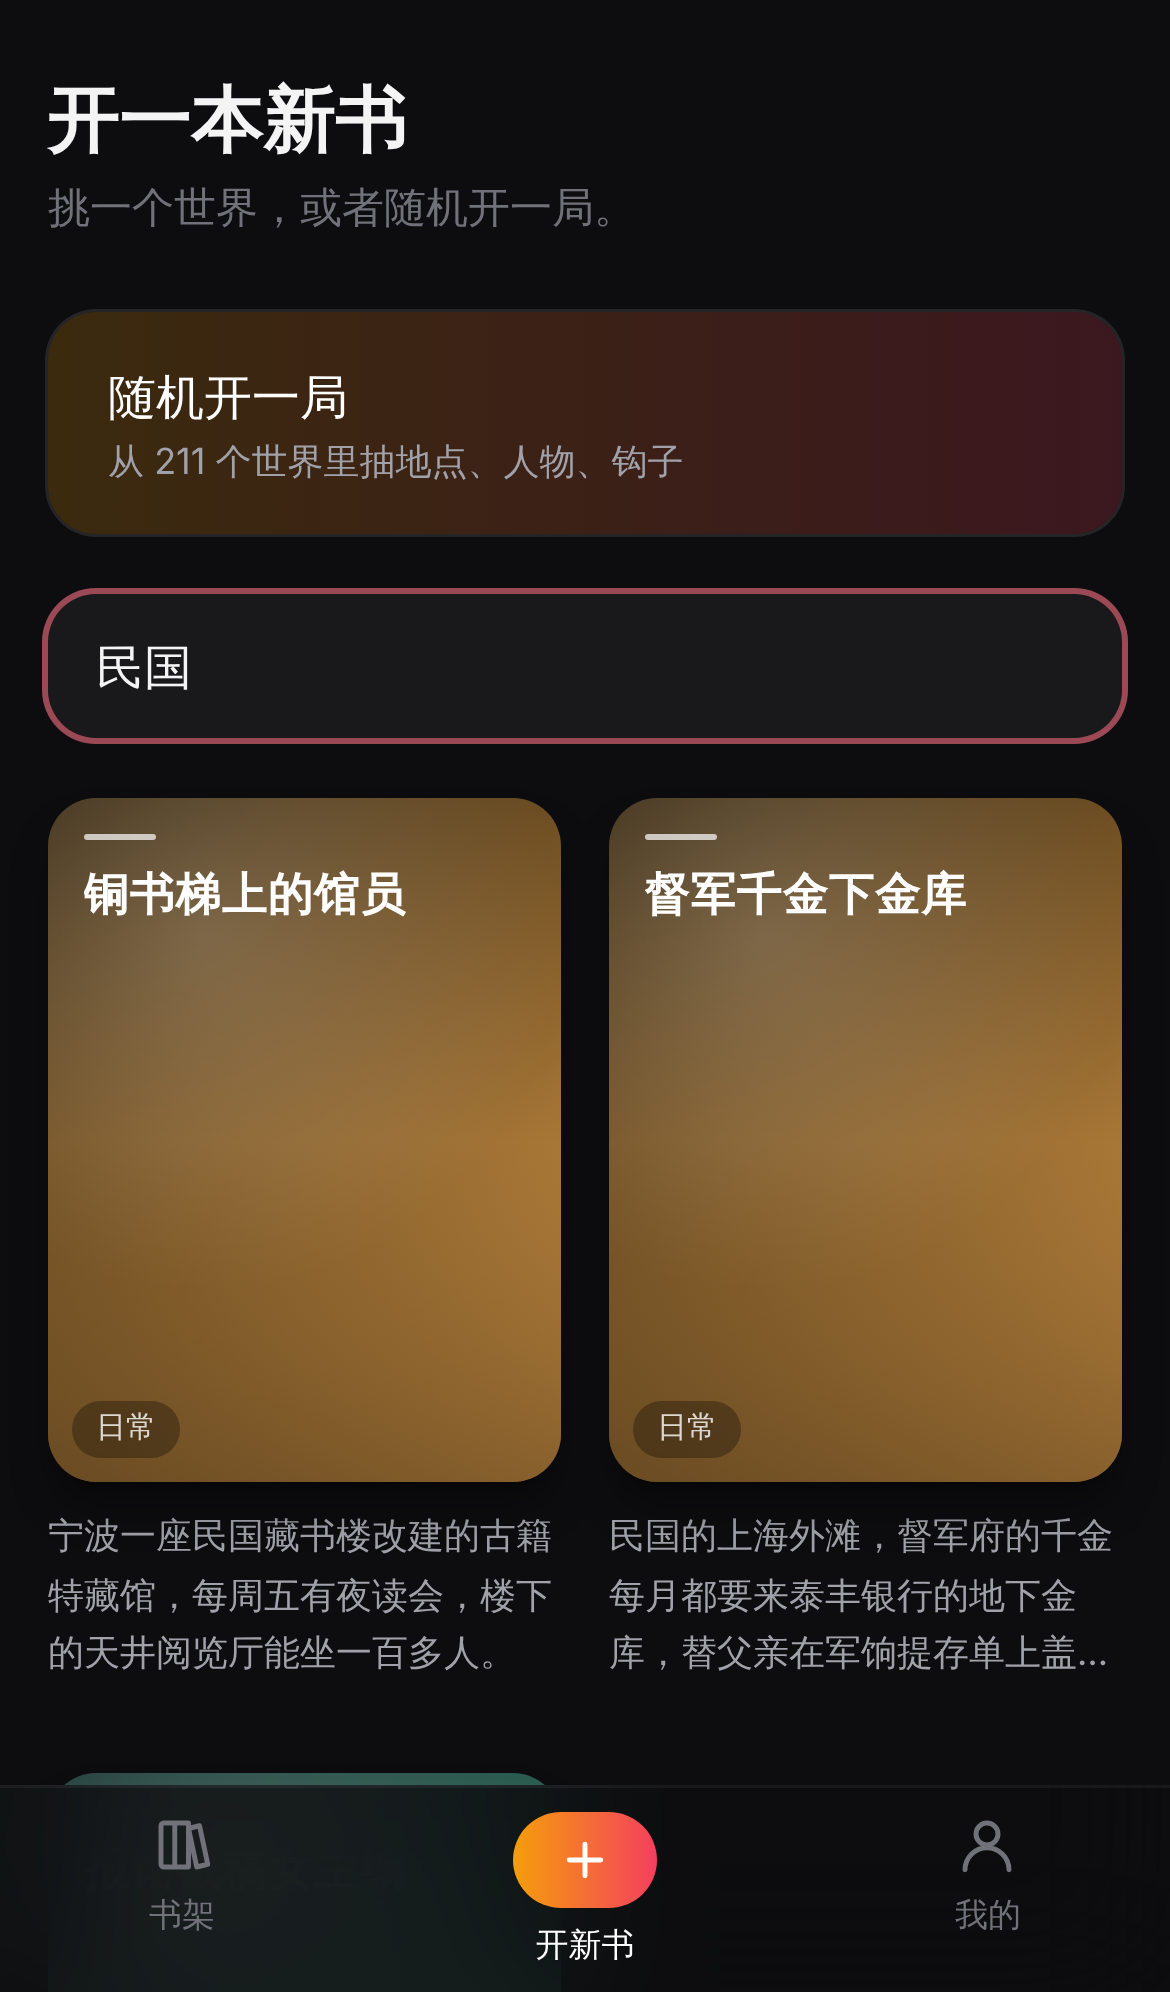 开一本新书
挑一个世界，或者随机开一局。
随机开一局
从 211 个世界里抽地点、人物、钩子
民国
铜书梯上的馆员
日常
宁波一座民国藏书楼改建的古籍
特藏馆，每周五有夜读会，楼下
的天井阅览厅能坐一百多人。
督军千金下金库
日常
民国的上海外滩，督军府的千金
每月都要来泰丰银行的地下金
库，替父亲在军饷提存单上盖...
书架
开新书
我的